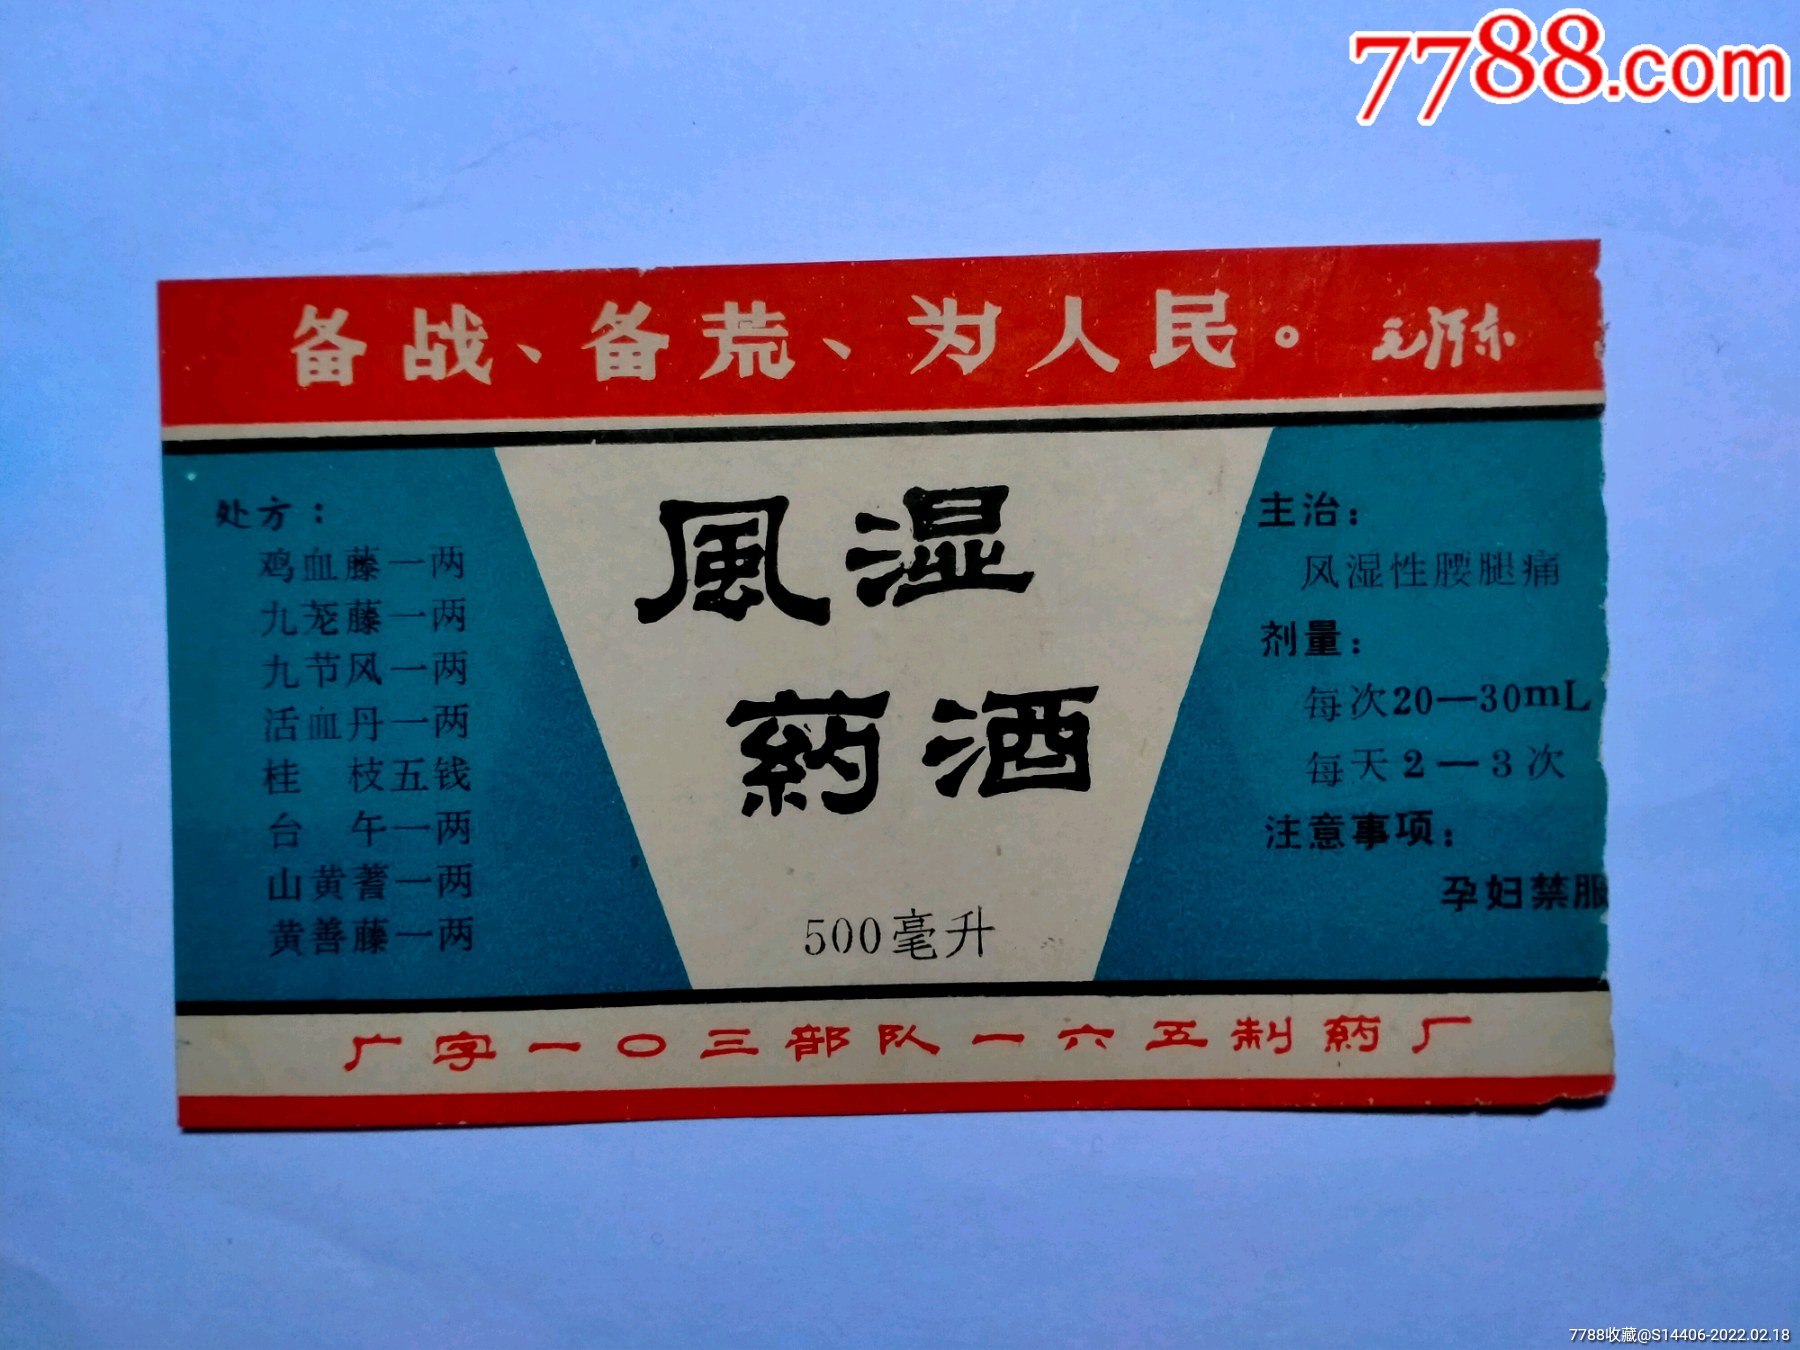 7788.com
备战、备荒、为人民。 毛泽东
处方：
鸡血藤一两
九茏藤一两
九节风一两
活血丹一两
桂 枝五钱
台 午一两
山黄蓍一两
黄善藤一两
風湿
葯酒
500毫升
主治：
风湿性腰腿痛
剂量：
每次20—30mL
每天2—3次
注意事项：
孕妇禁服
广字一〇三部队一六五制葯厂
7788收藏@S14406-2022.02.18